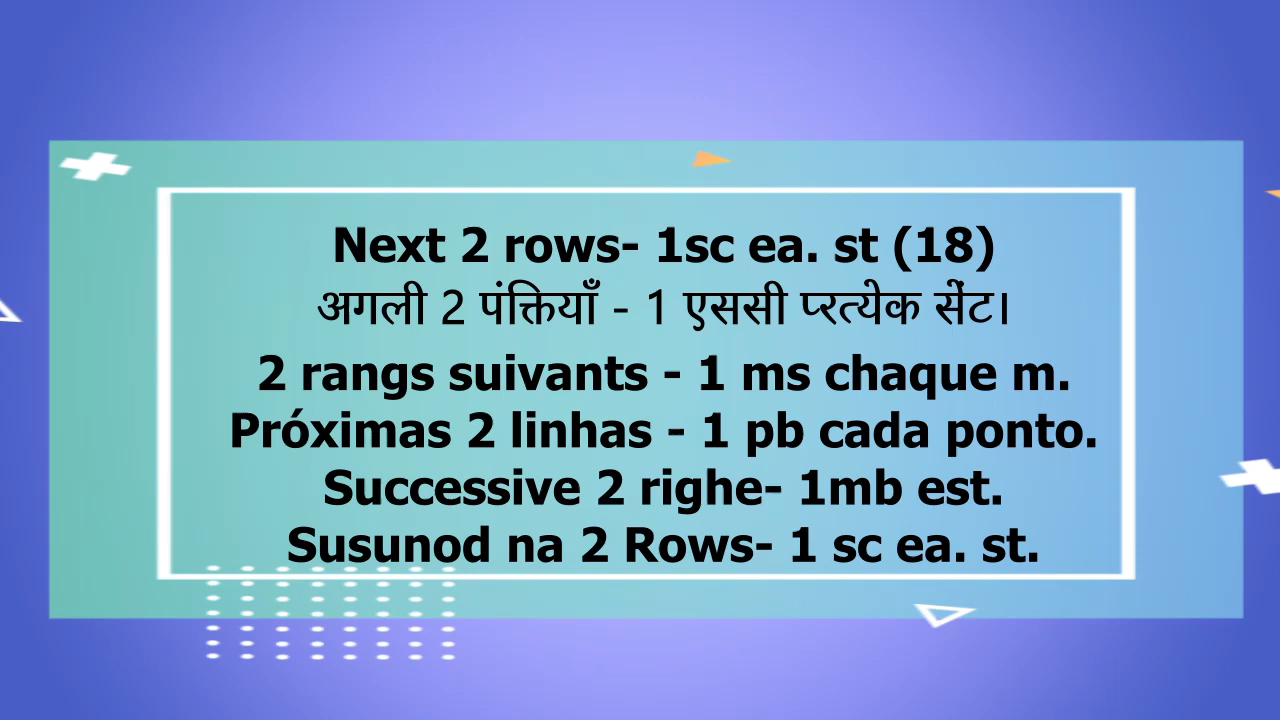 Next 2 rows- 1sc ea. st (18)
अगली 2 पंक्तियाँ - 1 एससी प्रत्येक सेंट।
2 rangs suivants - 1 ms chaque m.
Próximas 2 linhas - 1 pb cada ponto.
Successive 2 righe- 1mb est.
Susunod na 2 Rows- 1 sc ea. st.